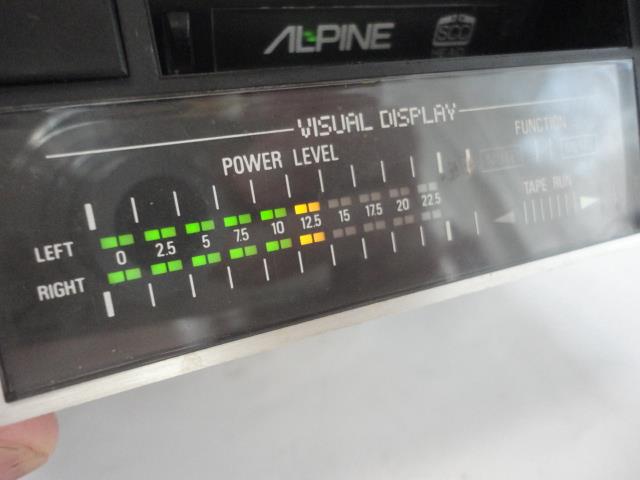 ALPINE
VISUAL DISPLAY
POWER LEVEL
FUNCTION
TAPE RUN
LEFT
0 2.5 5 7.5 10 12.5 15 17.5 20 22.5
RIGHT